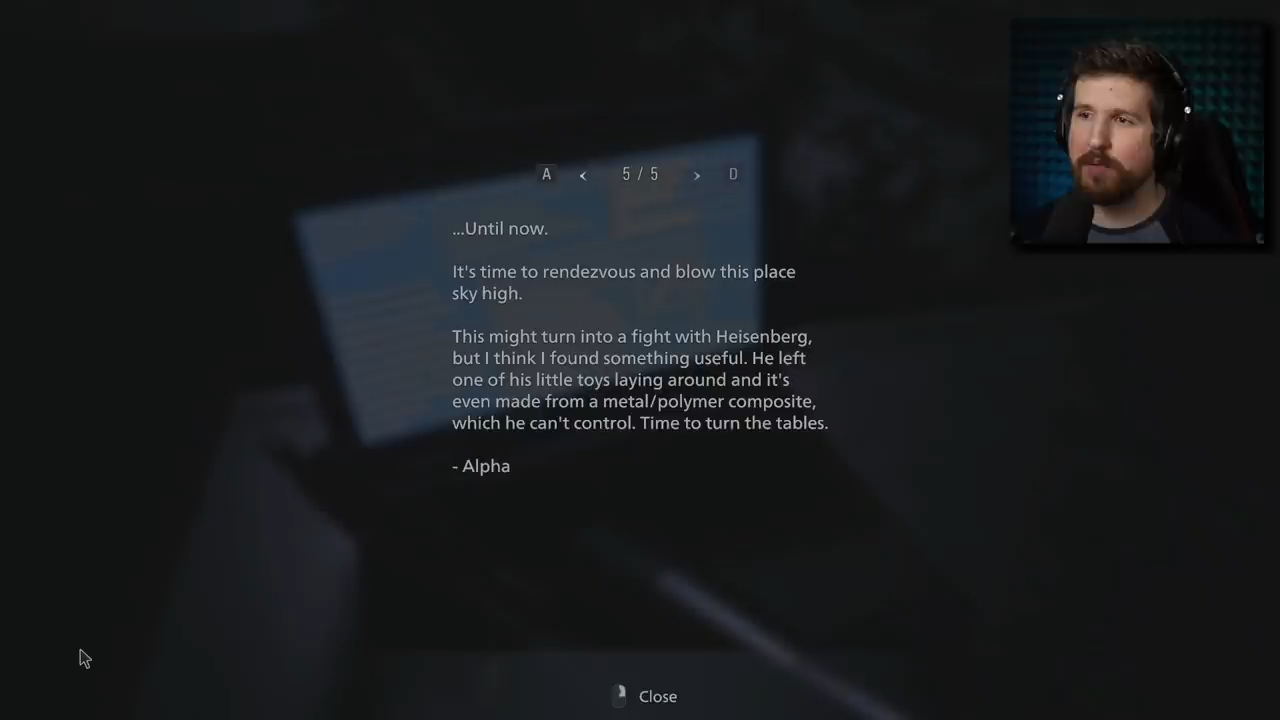 A < 5 / 5 > D
...Until now.
It's time to rendezvous and blow this place
sky high.
This might turn into a fight with Heisenberg,
but I think I found something useful. He left
one of his little toys laying around and it's
even made from a metal/polymer composite,
which he can't control. Time to turn the tables.
- Alpha
Close